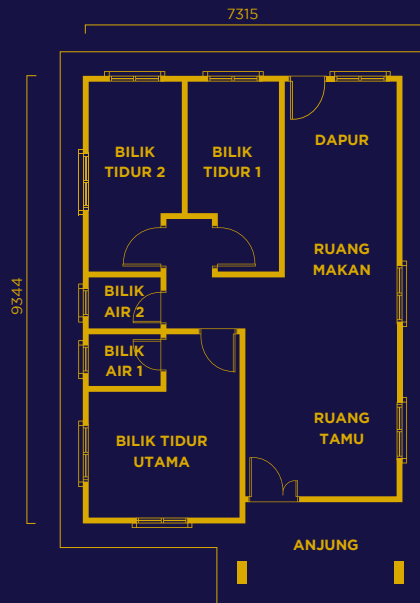 7315
BILIK
TIDUR 2
BILIK
TIDUR 1
DAPUR
RUANG
MAKAN
9344
BILIK
AIR 2
BILIK
AIR 1
BILIK TIDUR
UTAMA
RUANG
TAMU
ANJUNG